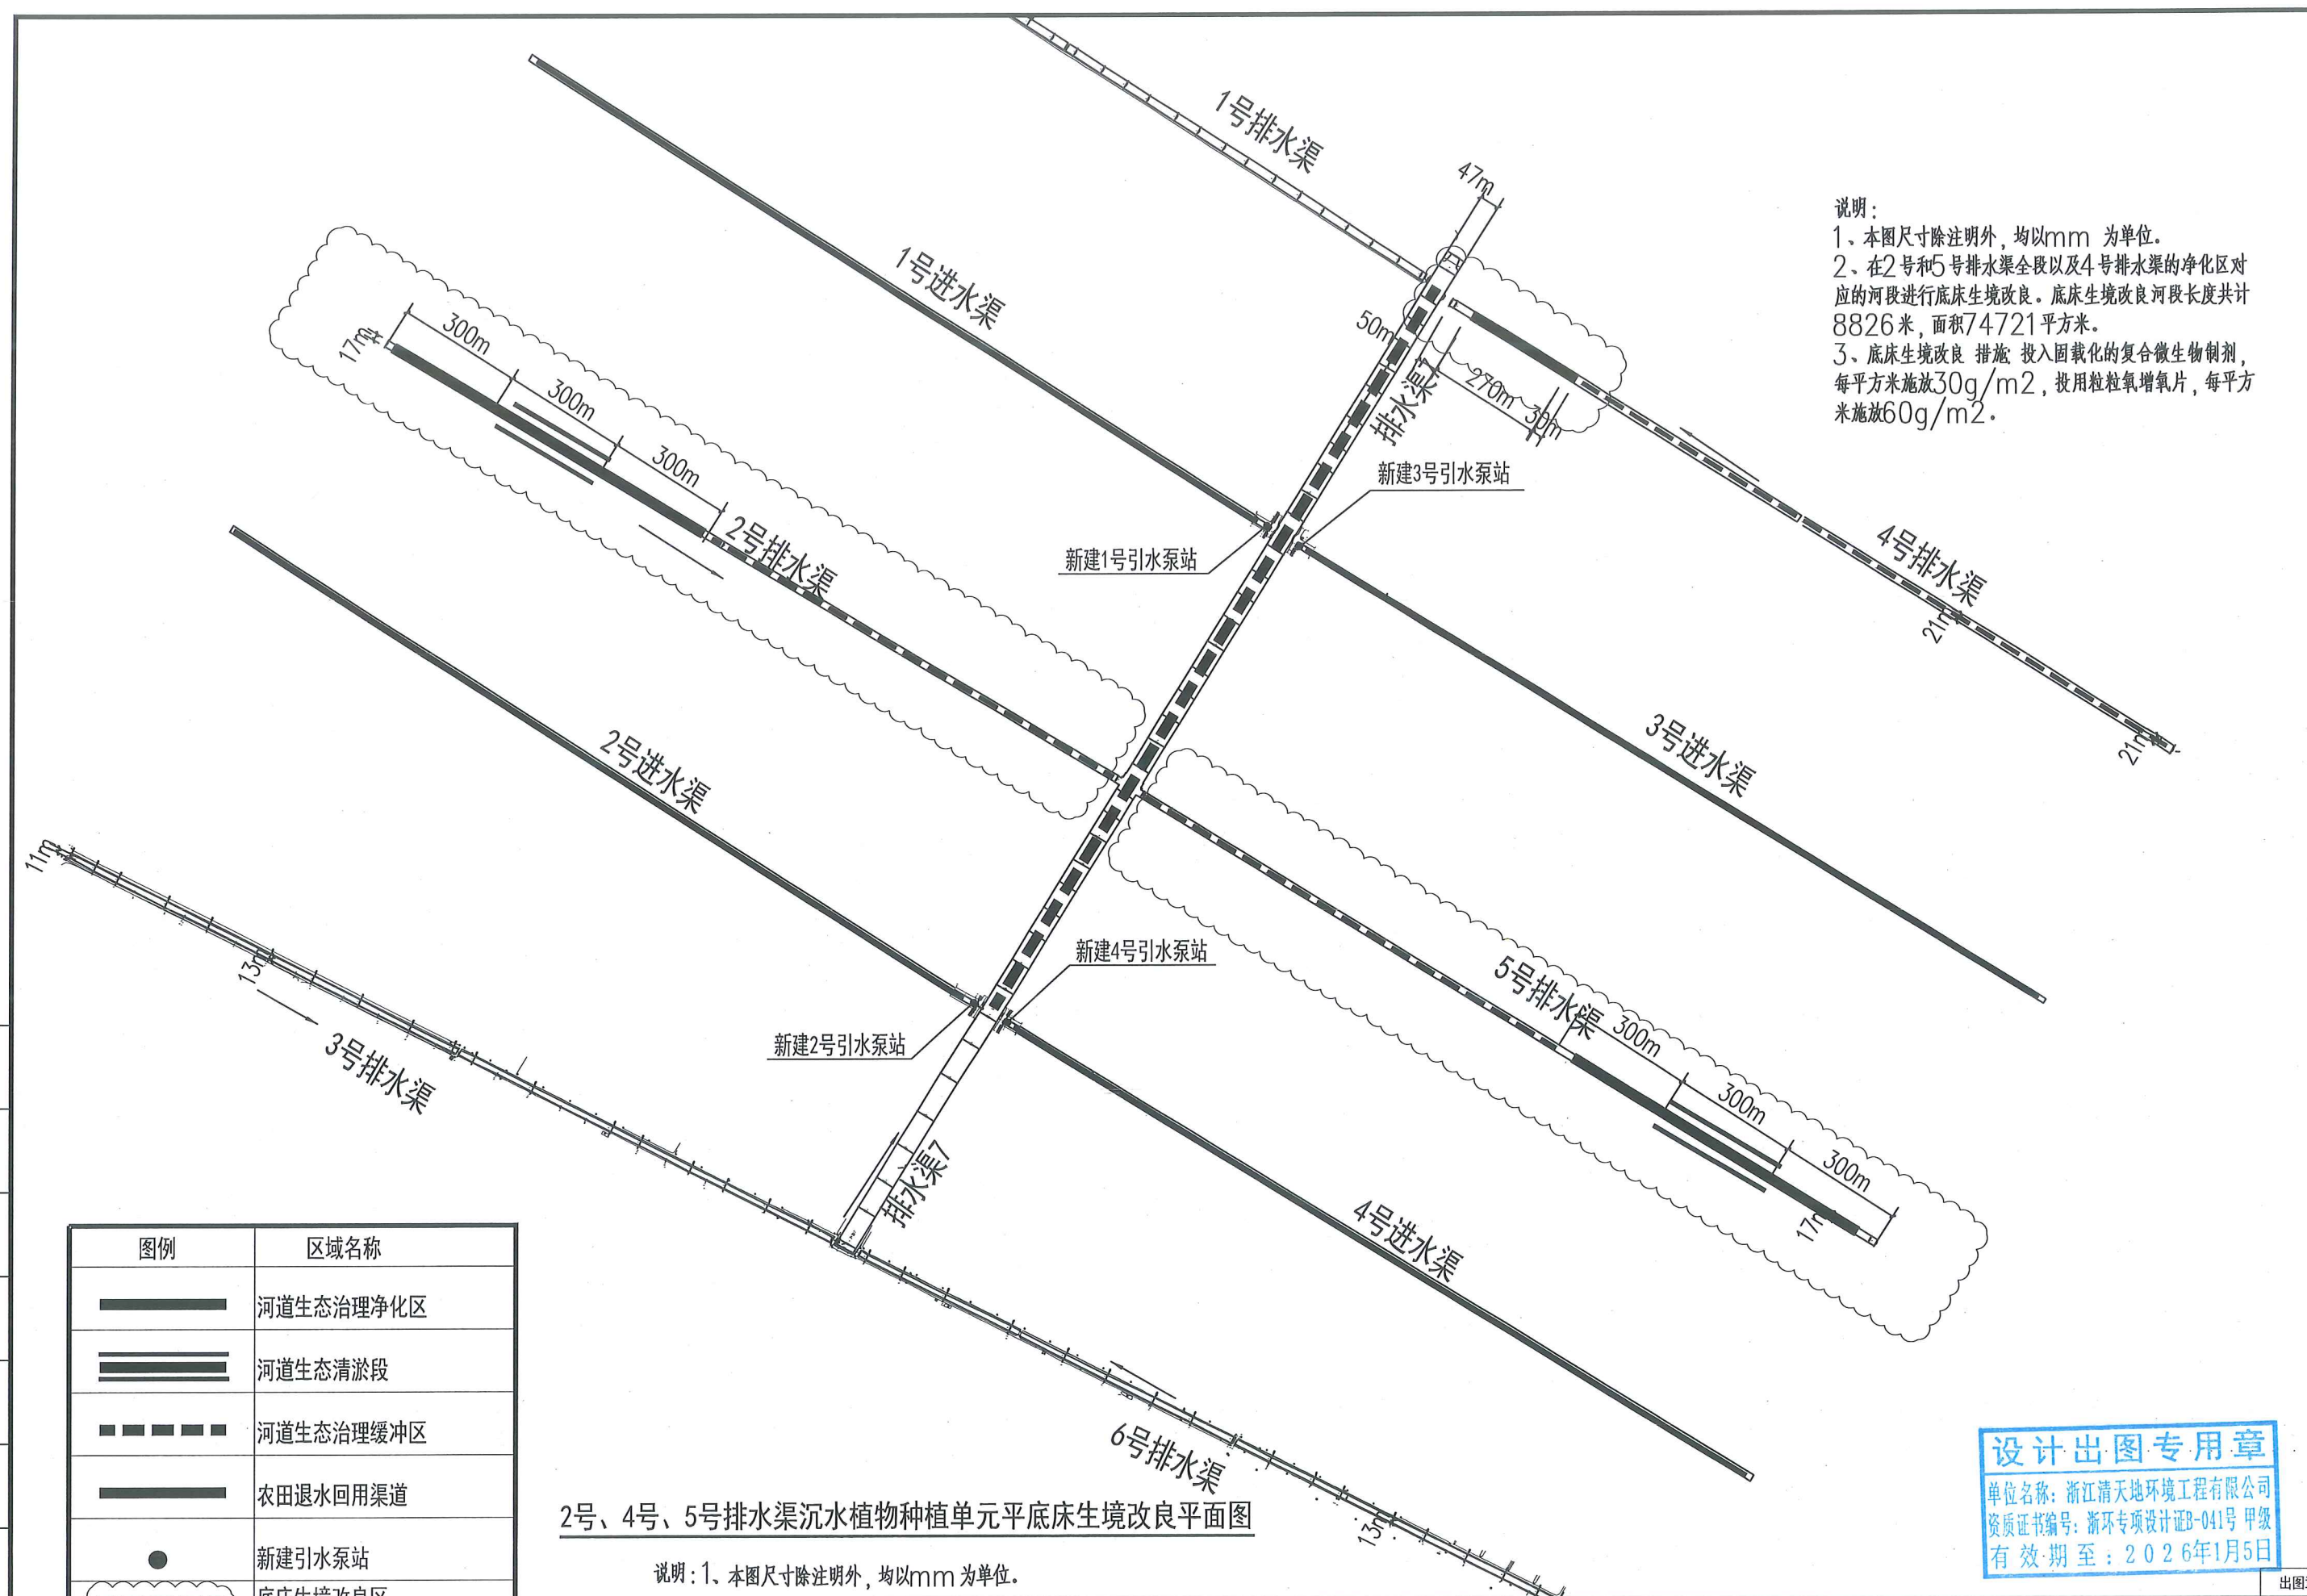 1号排水渠
47m
说明：
1、本图尺寸除注明外，均以mm 为单位。
2、在2号和5号排水渠全段以及4号排水渠的净化区对
应的河段进行底床生境改良。底床生境改良河段长度共计
8826米，面积74721平方米。
3、底床生境改良 措施：投入固载化的复合微生物制剂，
每平方米施放30g/m2，投用粒粒氧增氧片，每平方
米施放60g/m2。
1号进水渠
50m
17m
300m
300m
300m
排水渠7
270m
30m
新建3号引水泵站
2号排水渠
新建1号引水泵站
4号排水渠
21m
21m
2号进水渠
3号进水渠
11m
13m
3号排水渠
新建4号引水泵站
新建2号引水泵站
5号排水渠
300m
300m
300m
17m
排水渠7
4号进水渠
6号排水渠
13m
图例 区域名称
河道生态治理净化区
河道生态清淤段
河道生态治理缓冲区
农田退水回用渠道
新建引水泵站
底床生境改良区
2号、4号、5号排水渠沉水植物种植单元平底床生境改良平面图
说明：1、本图尺寸除注明外，均以mm 为单位。
设计出图专用章
单位名称：浙江清天地环境工程有限公司
资质证书编号：浙环专项设计证B-041号 甲级
有效期至：2026年1月5日
出图